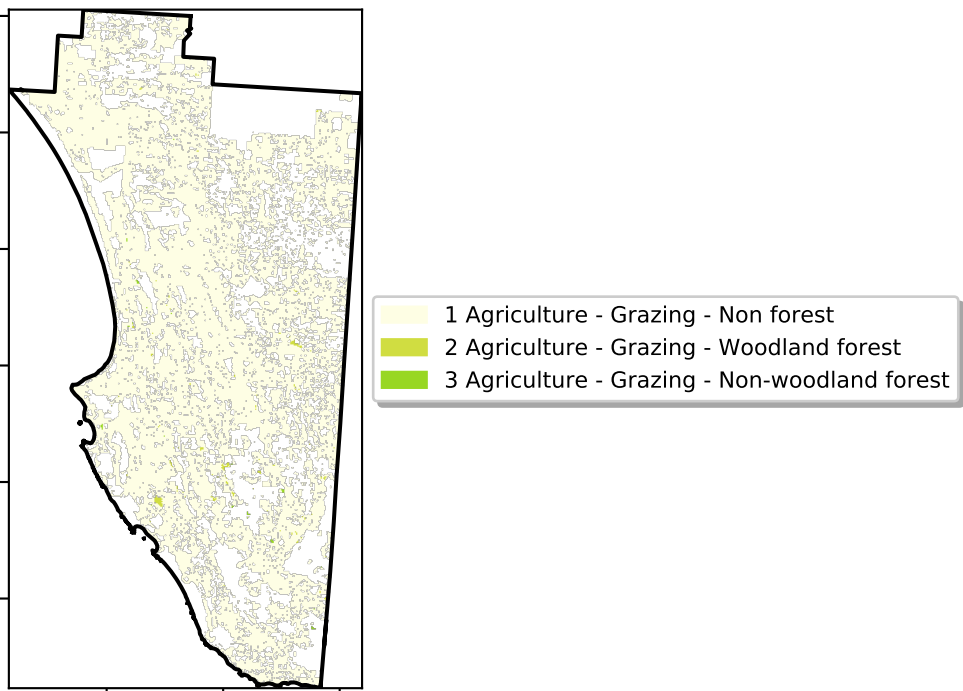 1 Agriculture - Grazing - Non forest
2 Agriculture - Grazing - Woodland forest
3 Agriculture - Grazing - Non-woodland forest